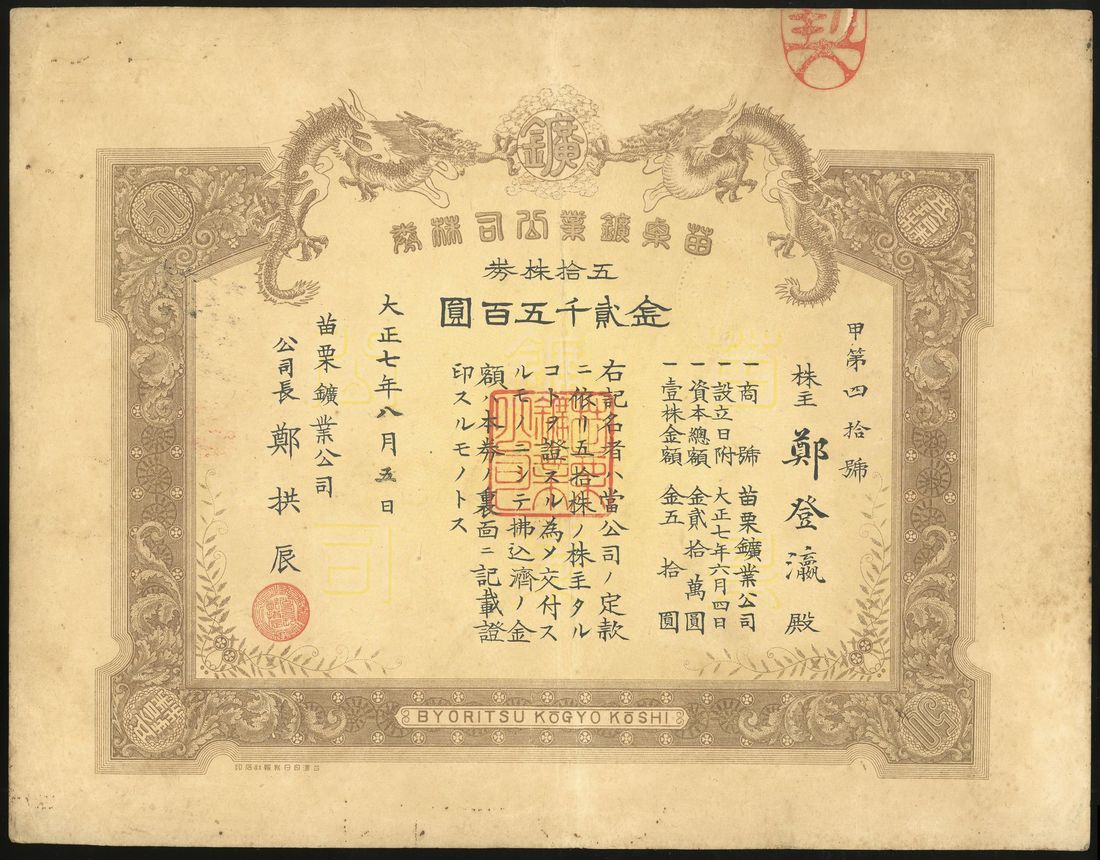 鑛
苗栗鑛業公司株券
五拾株券
金貳千五百圓
甲第四拾號
株主 鄭登瀛殿
一商號 苗栗鑛業公司
一設立日附 大正七年六月四日
一資本總額 金貳拾萬圓
一壹株金額 金五拾圓
右記名者ハ當公司ノ定款
ニ依リ五拾株ノ株主タル
コトヲ證スル為メ交付ス
ルモノニシテ拂込濟ノ金
額ハ本券ノ裏面ニ記載證
印スルモノトス
大正七年八月五日
苗栗鑛業公司
公司長 鄭拱辰
50
50
BYORITSU KōGYO KōSHI